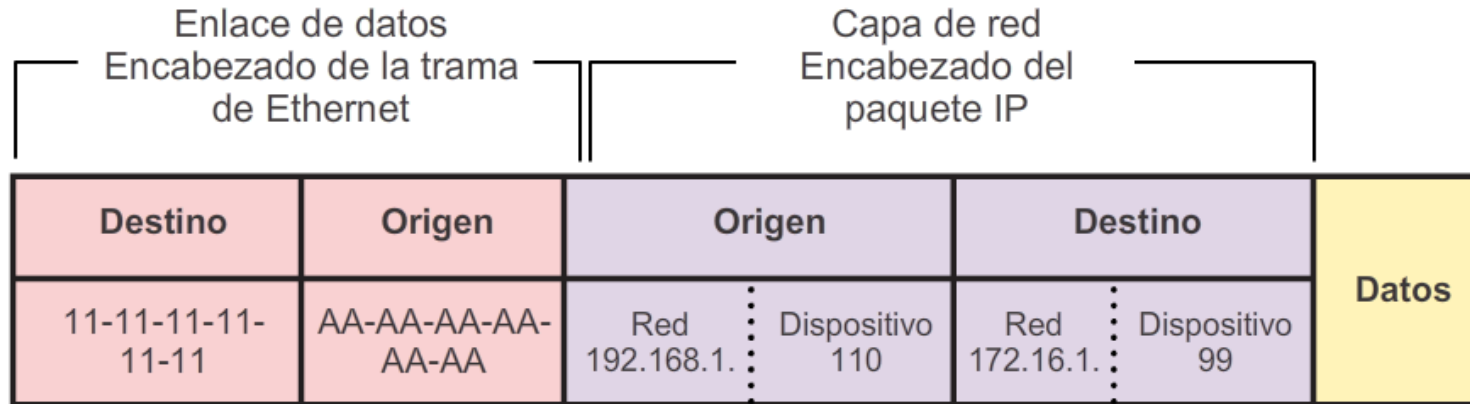 Enlace de datos
Encabezado de la trama
de Ethernet
Capa de red
Encabezado del
paquete IP
Destino
Origen
Origen
Destino
Datos
11-11-11-11-
11-11
AA-AA-AA-AA-
AA-AA
Red
192.168.1.
Dispositivo
110
Red
172.16.1.
Dispositivo
99